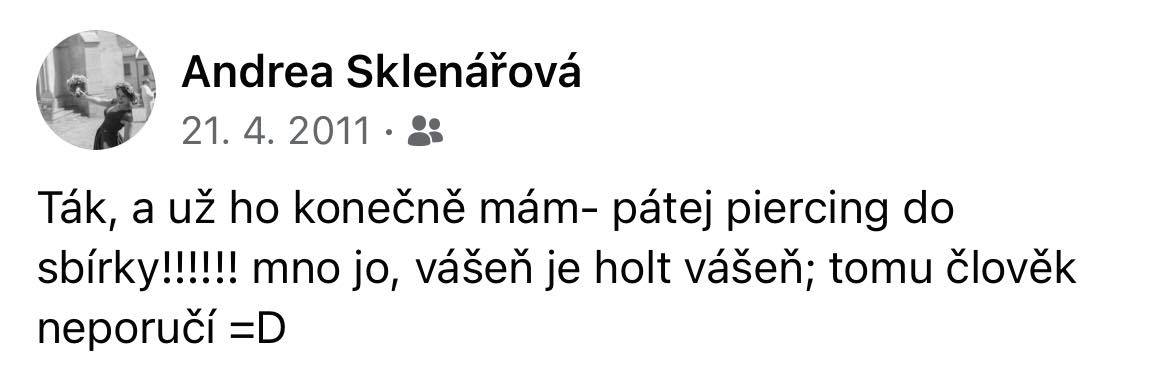 Andrea Sklenářová
21. 4. 2011 ·
Ták, a už ho konečně mám- pátej piercing do
sbírky!!!!!! mno jo, vášeň je holt vášeň; tomu člověk
neporučí =D